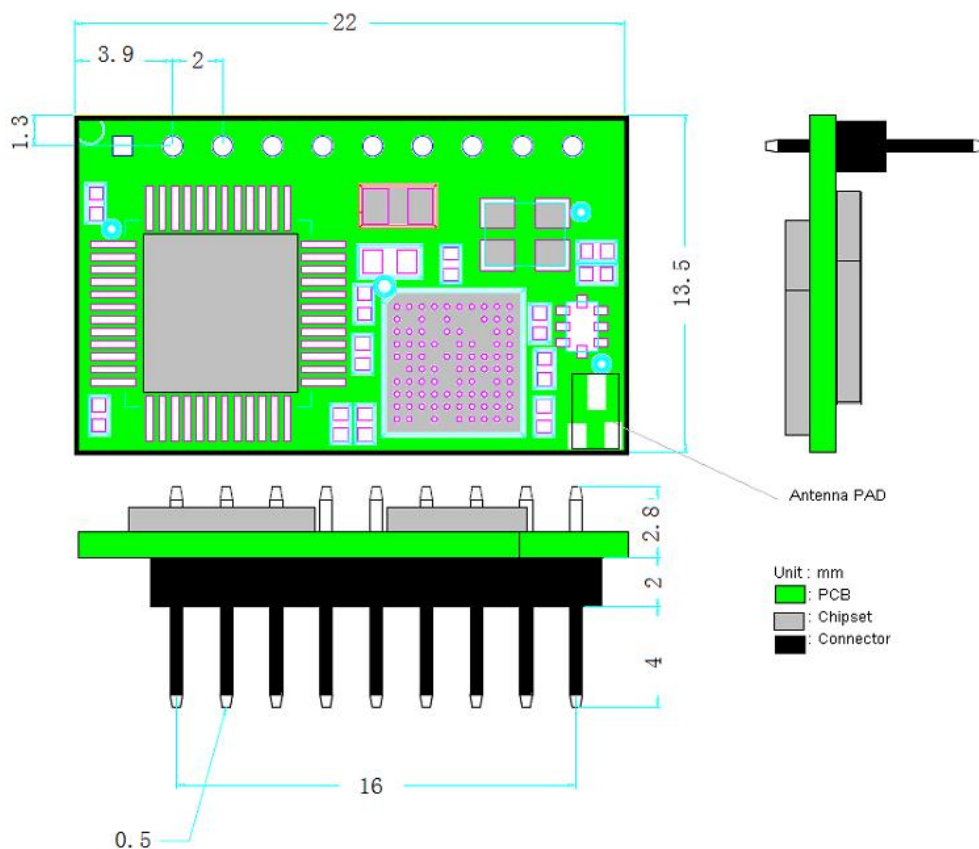 22
3.9
2
1.3
13.5
Antenna PAD
2.8
2
4
Unit : mm
: PCB
: Chipset
: Connector
16
0.5